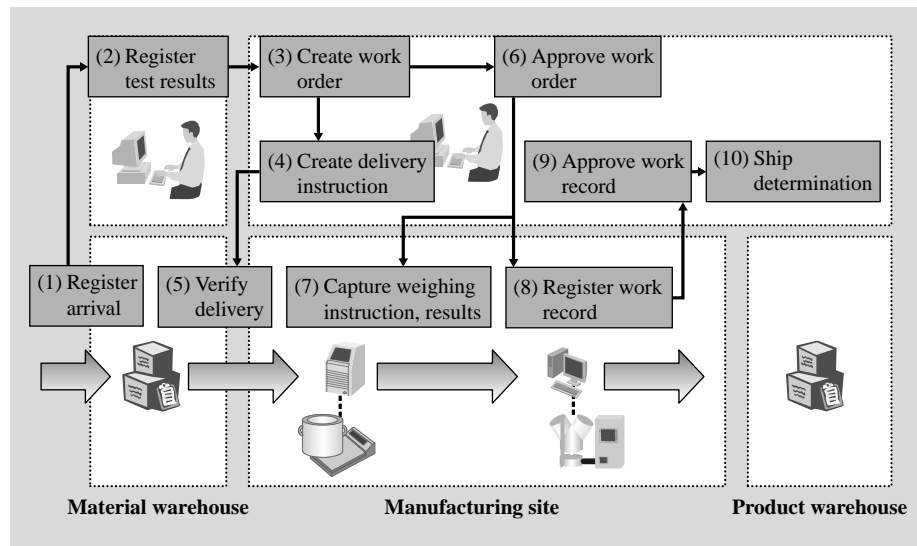 (2) Register
test results
(3) Create work
order
(6) Approve work
order
(4) Create delivery
instruction
(9) Approve work
record
(10) Ship
determination
(1) Register
arrival
(5) Verify
delivery
(7) Capture weighing
instruction, results
(8) Register work
record
Material warehouse
Manufacturing site
Product warehouse